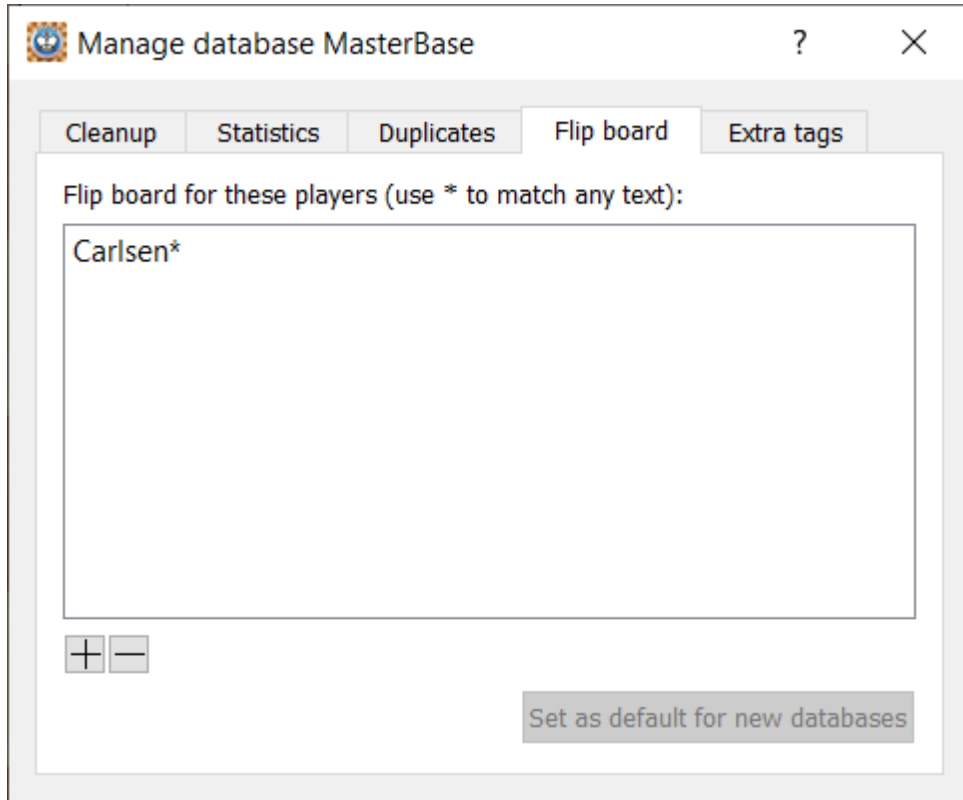 Manage database MasterBase
Cleanup Statistics Duplicates Flip board Extra tags
Flip board for these players (use * to match any text):
Carlsen*
Set as default for new databases